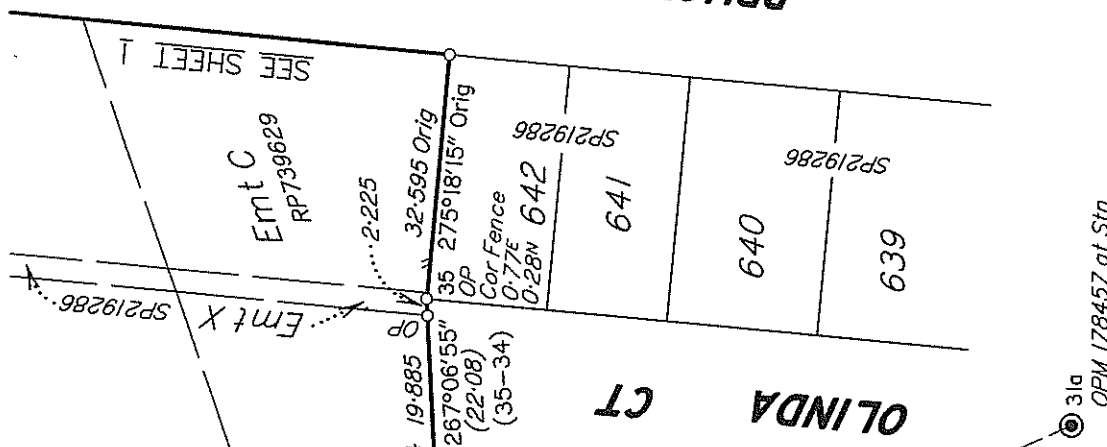 SEE SHEET 1
Emt C
RP739629
2·225
32·595 Orig
275°18'15" Orig
35
OP
Cor Fence
0·77E
0·28N
642
SP219286
641
640
SP219286
639
SP219286
Emt X
OP
19·885
267°06'55"
(22·08)
(35-34)
OLINDA
CT
31a
OPM 178457 at Stn